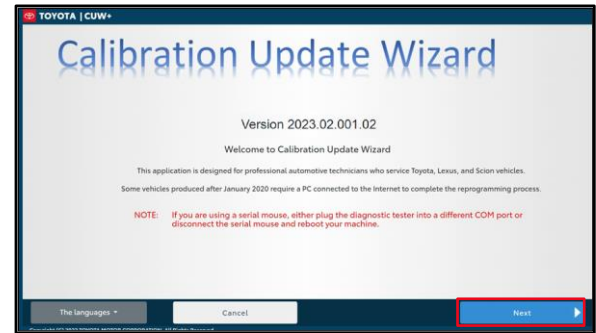 TOYOTA | CUW+
Calibration Update Wizard
Version 2023.02.001.02
Welcome to Calibration Update Wizard
This application is designed for professional automotive technicians who service Toyota, Lexus, and Scion vehicles.
Some vehicles produced after January 2020 require a PC connected to the Internet to complete the reprogramming process.
NOTE: If you are using a serial mouse, either plug the diagnostic tester into a different COM port or
disconnect the serial mouse and reboot your machine.
The languages
Cancel
Next